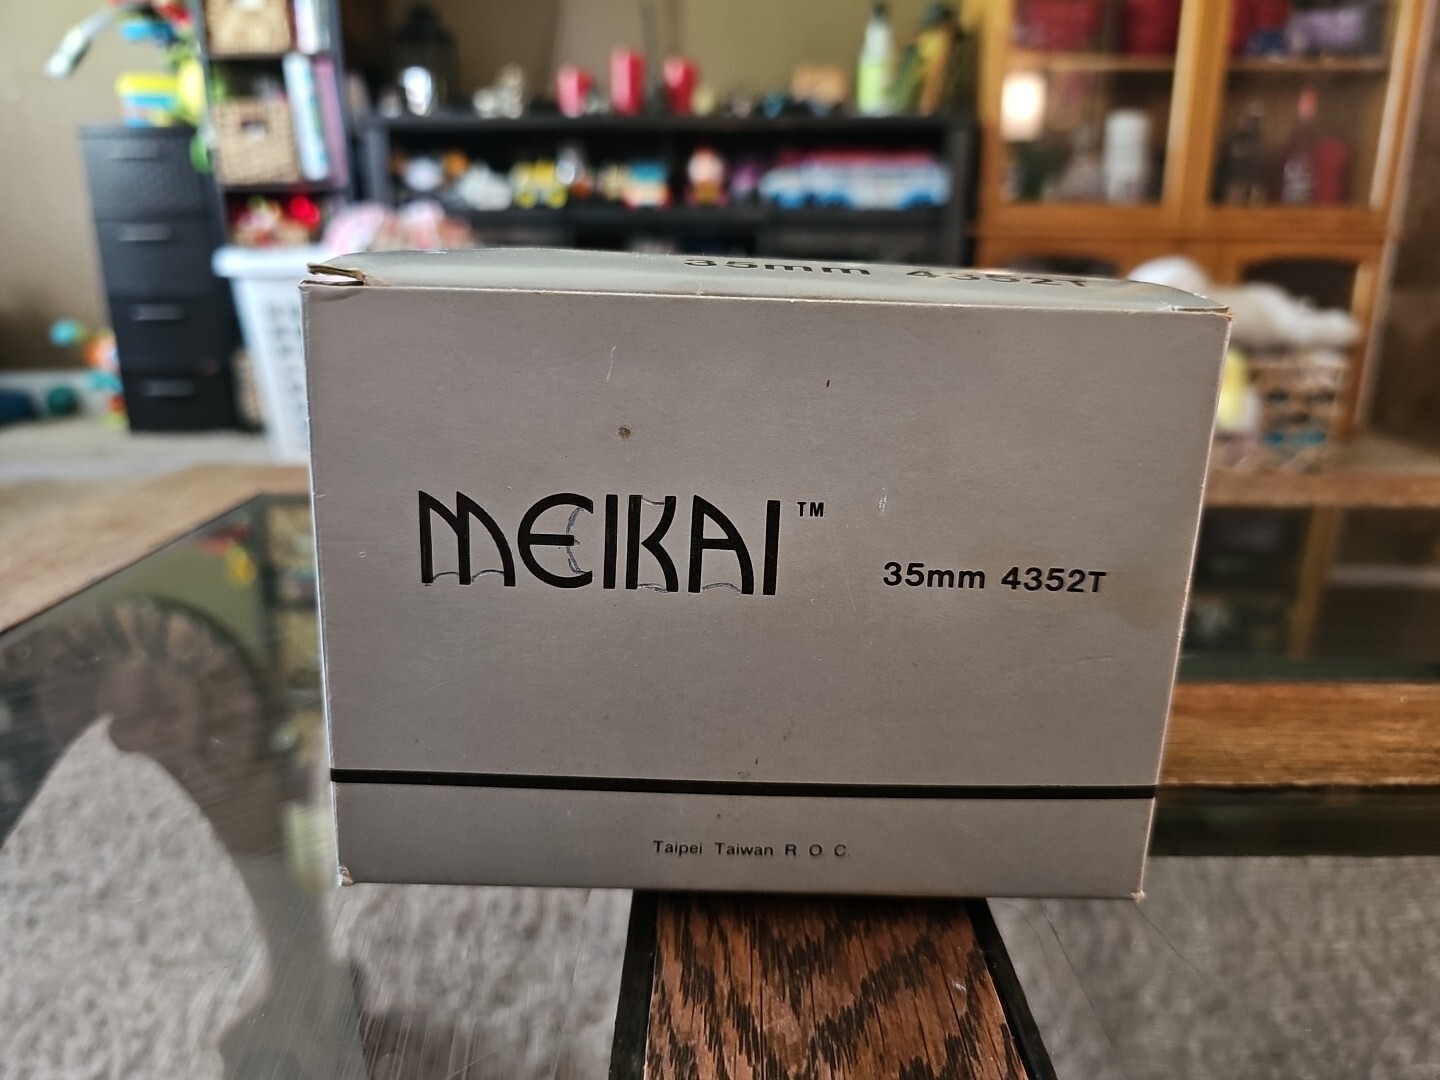 35mm 4352T
MEIKAI™
35mm 4352T
Taipei Taiwan R. O. C.